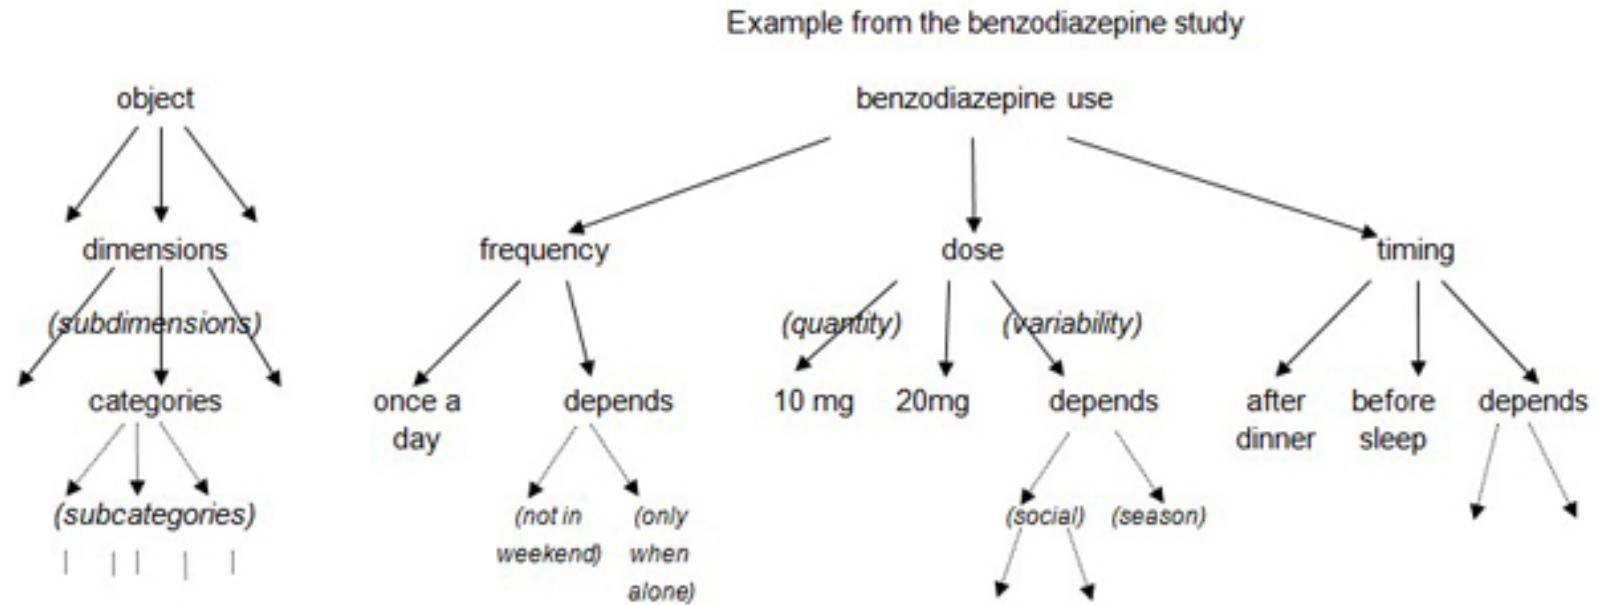 Example from the benzodiazepine study
object
benzodiazepine use
dimensions
frequency
dose
timing
(subdimensions)
(quantity)
(variability)
categories
once a
day
depends
10 mg
20mg
depends
after
dinner
before
sleep
depends
(subcategories)
(not in
weekend)
(only
when
alone)
(social)
(season)